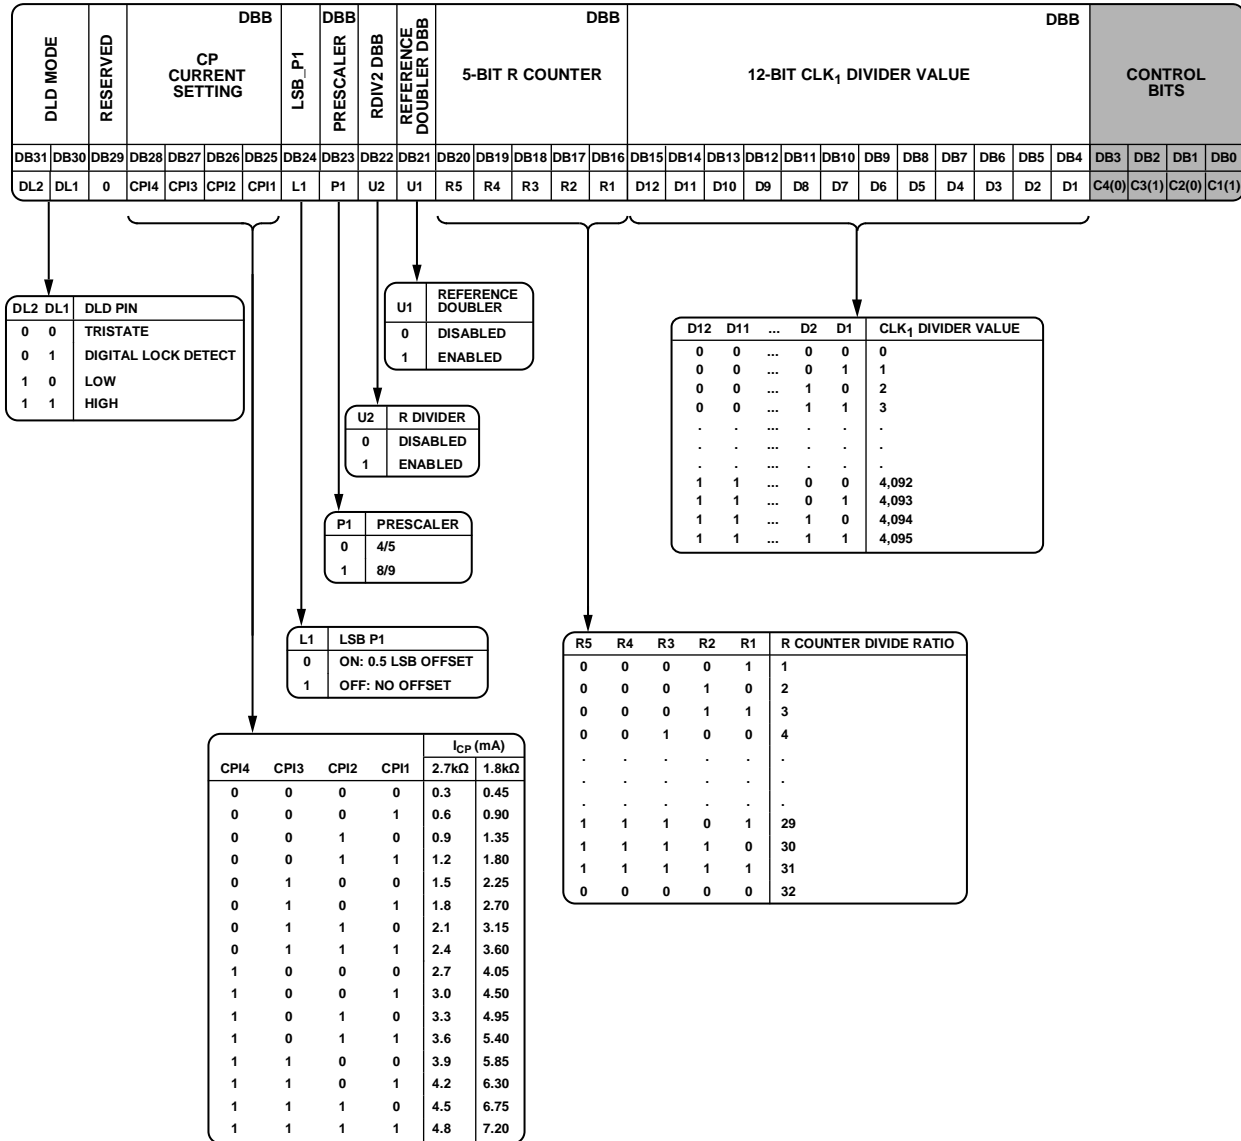 DLD MODE
RESERVED
DBB
CP
CURRENT
SETTING
LSB_P1
DBB
PRESCALER
RDIV2 DBB
REFERENCE
DOUBLER DBB
DBB
5-BIT R COUNTER
DBB
12-BIT CLK1 DIVIDER VALUE
CONTROL
BITS
DB31 DB30 DB29 DB28 DB27 DB26 DB25 DB24 DB23 DB22 DB21 DB20 DB19 DB18 DB17 DB16 DB15 DB14 DB13 DB12 DB11 DB10 DB9 DB8 DB7 DB6 DB5 DB4 DB3 DB2 DB1 DB0
DL2 DL1 0 CPI4 CPI3 CPI2 CPI1 L1 P1 U2 U1 R5 R4 R3 R2 R1 D12 D11 D10 D9 D8 D7 D6 D5 D4 D3 D2 D1 C4(0) C3(1) C2(0) C1(1)
DL2 DL1 DLD PIN
0 0 TRISTATE
0 1 DIGITAL LOCK DETECT
1 0 LOW
1 1 HIGH
U1 REFERENCE
DOUBLER
0 DISABLED
1 ENABLED
U2 R DIVIDER
0 DISABLED
1 ENABLED
P1 PRESCALER
0 4/5
1 8/9
L1 LSB P1
0 ON: 0.5 LSB OFFSET
1 OFF: NO OFFSET
D12 D11 ... D2 D1 CLK1 DIVIDER VALUE
0 0 ... 0 0 0
0 0 ... 0 1 1
0 0 ... 1 0 2
0 0 ... 1 1 3
. . ... . . .
. . ... . . .
. . ... . . .
1 1 ... 0 0 4,092
1 1 ... 0 1 4,093
1 1 ... 1 0 4,094
1 1 ... 1 1 4,095
R5 R4 R3 R2 R1 R COUNTER DIVIDE RATIO
0 0 0 0 1 1
0 0 0 1 0 2
0 0 0 1 1 3
0 0 1 0 0 4
. . . . . .
. . . . . .
. . . . . .
1 1 1 0 1 29
1 1 1 1 0 30
1 1 1 1 1 31
0 0 0 0 0 32
ICP (mA)
CPI4 CPI3 CPI2 CPI1 2.7kΩ 1.8kΩ
0 0 0 0 0.3 0.45
0 0 0 1 0.6 0.90
0 0 1 0 0.9 1.35
0 0 1 1 1.2 1.80
0 1 0 0 1.5 2.25
0 1 0 1 1.8 2.70
0 1 1 0 2.1 3.15
0 1 1 1 2.4 3.60
1 0 0 0 2.7 4.05
1 0 0 1 3.0 4.50
1 0 1 0 3.3 4.95
1 0 1 1 3.6 5.40
1 1 0 0 3.9 5.85
1 1 0 1 4.2 6.30
1 1 1 0 4.5 6.75
1 1 1 1 4.8 7.20